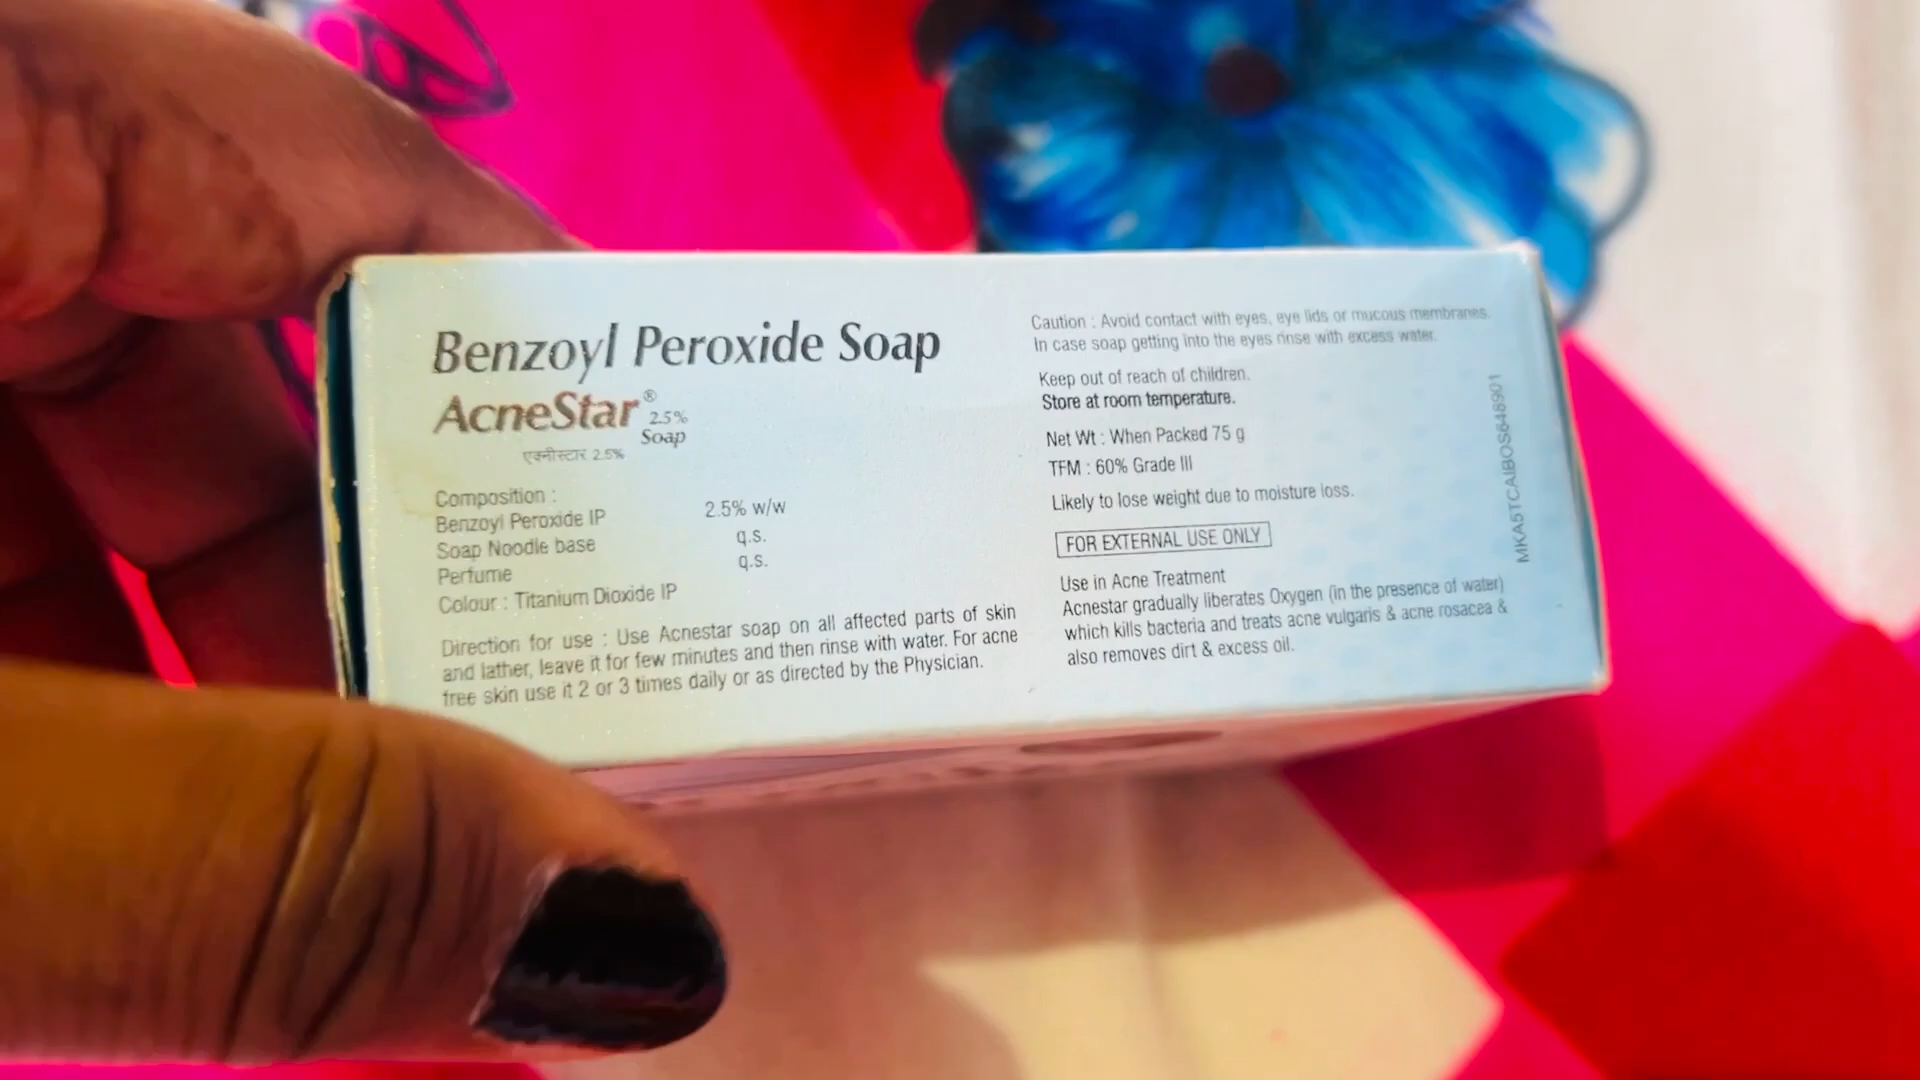 Benzoyl Peroxide Soap
AcneStar® 2.5%
Soap
एक्नीस्टार 2.5%
Composition :
Benzoyl Peroxide IP 2.5% w/w
Soap Noodle base q.s.
Perfume q.s.
Colour : Titanium Dioxide IP
Direction for use : Use Acnestar soap on all affected parts of skin
and lather, leave it for few minutes and then rinse with water. For acne
free skin use it 2 or 3 times daily or as directed by the Physician.
Caution : Avoid contact with eyes, eye lids or mucous membranes.
In case soap getting into the eyes rinse with excess water.
Keep out of reach of children.
Store at room temperature.
Net Wt : When Packed 75 g
TFM : 60% Grade III
Likely to lose weight due to moisture loss.
FOR EXTERNAL USE ONLY
Use in Acne Treatment
Acnestar gradually liberates Oxygen (in the presence of water)
which kills bacteria and treats acne vulgaris & acne rosacea &
also removes dirt & excess oil.
MKA5TCAIBOS648901